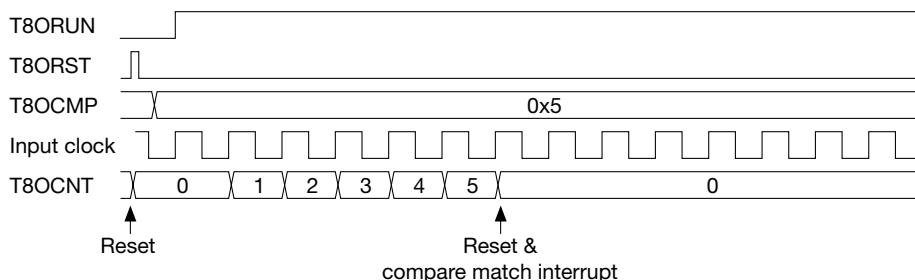 T8ORUN
T8ORST
T8OCMP 0x5
Input clock
T8OCNT 0 1 2 3 4 5 0
Reset Reset &
compare match interrupt